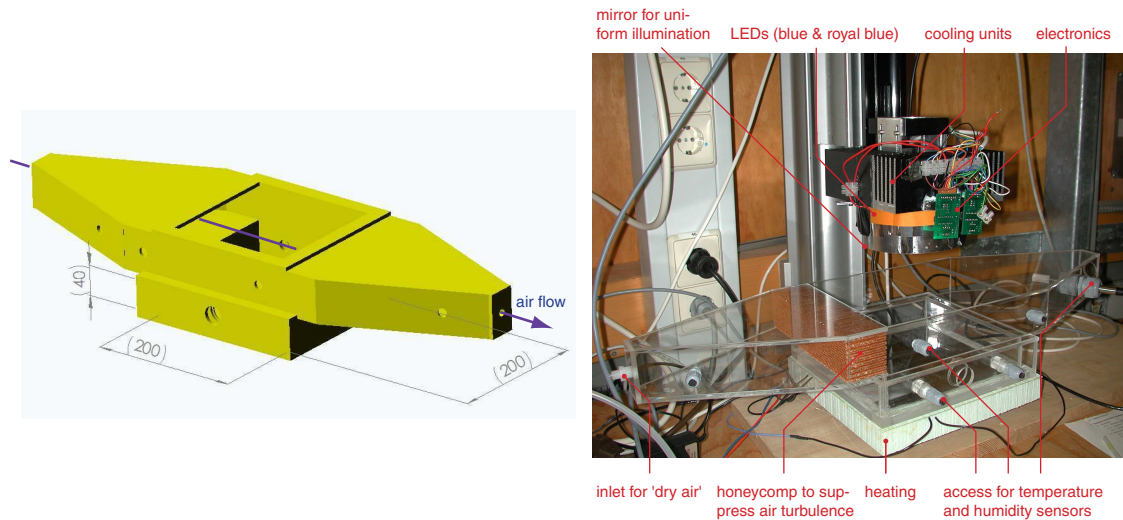 mirror for uni-
form illumination
LEDs (blue & royal blue)
cooling units
electronics
(40)
(200)
(200)
air flow
inlet for 'dry air'
honeycomp to sup-
press air turbulence
heating
access for temperature
and humidity sensors